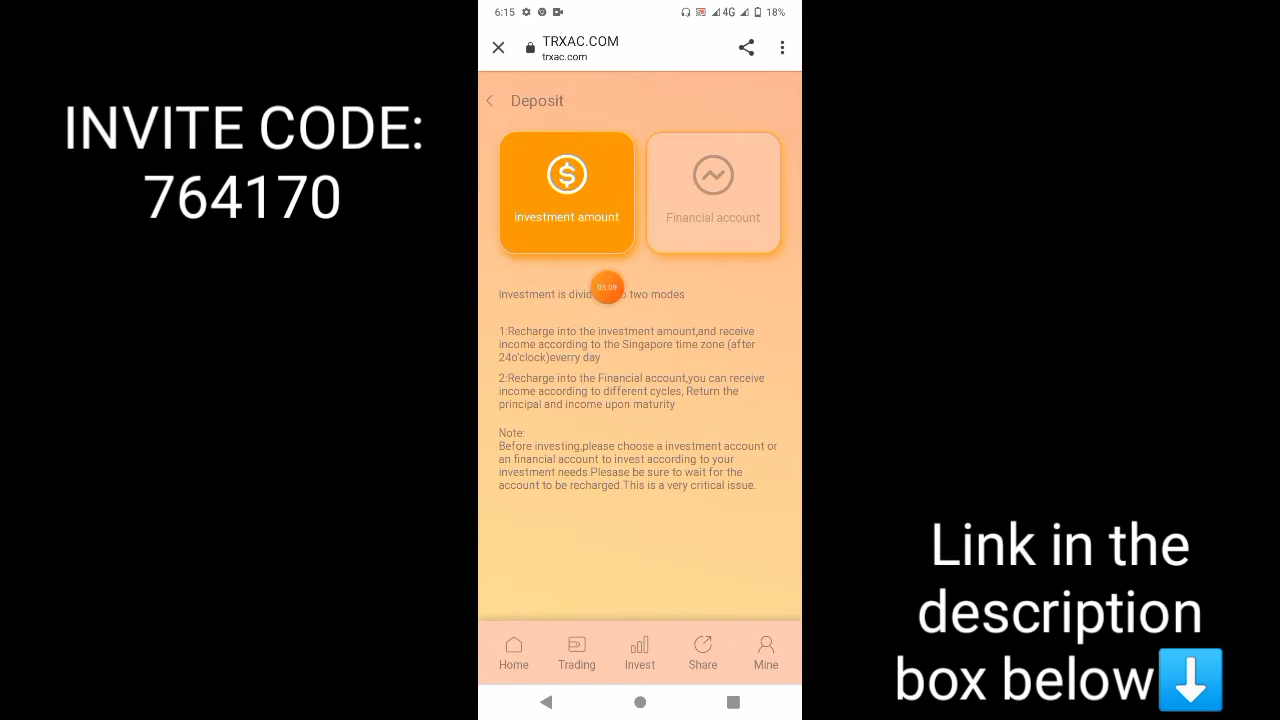 INVITE CODE:
764170
6:15
4G
18%
TRXAC.COM
trxac.com
Deposit
investment amount
Financial account
05:09
Investment is divid two modes
1:Recharge into the investment amount,and receive
income according to the Singapore time zone (after
24o'clock)everry day
2:Recharge into the Financial account,you can receive
income according to different cycles, Return the
principal and income upon maturity
Note:
Before investing,please choose a investment account or
an financial account to invest according to your
investment needs.Plesase be sure to wait for the
account to be recharged.This is a very critical issue.
Home
Trading
Invest
Share
Mine
Link in the
description
box below